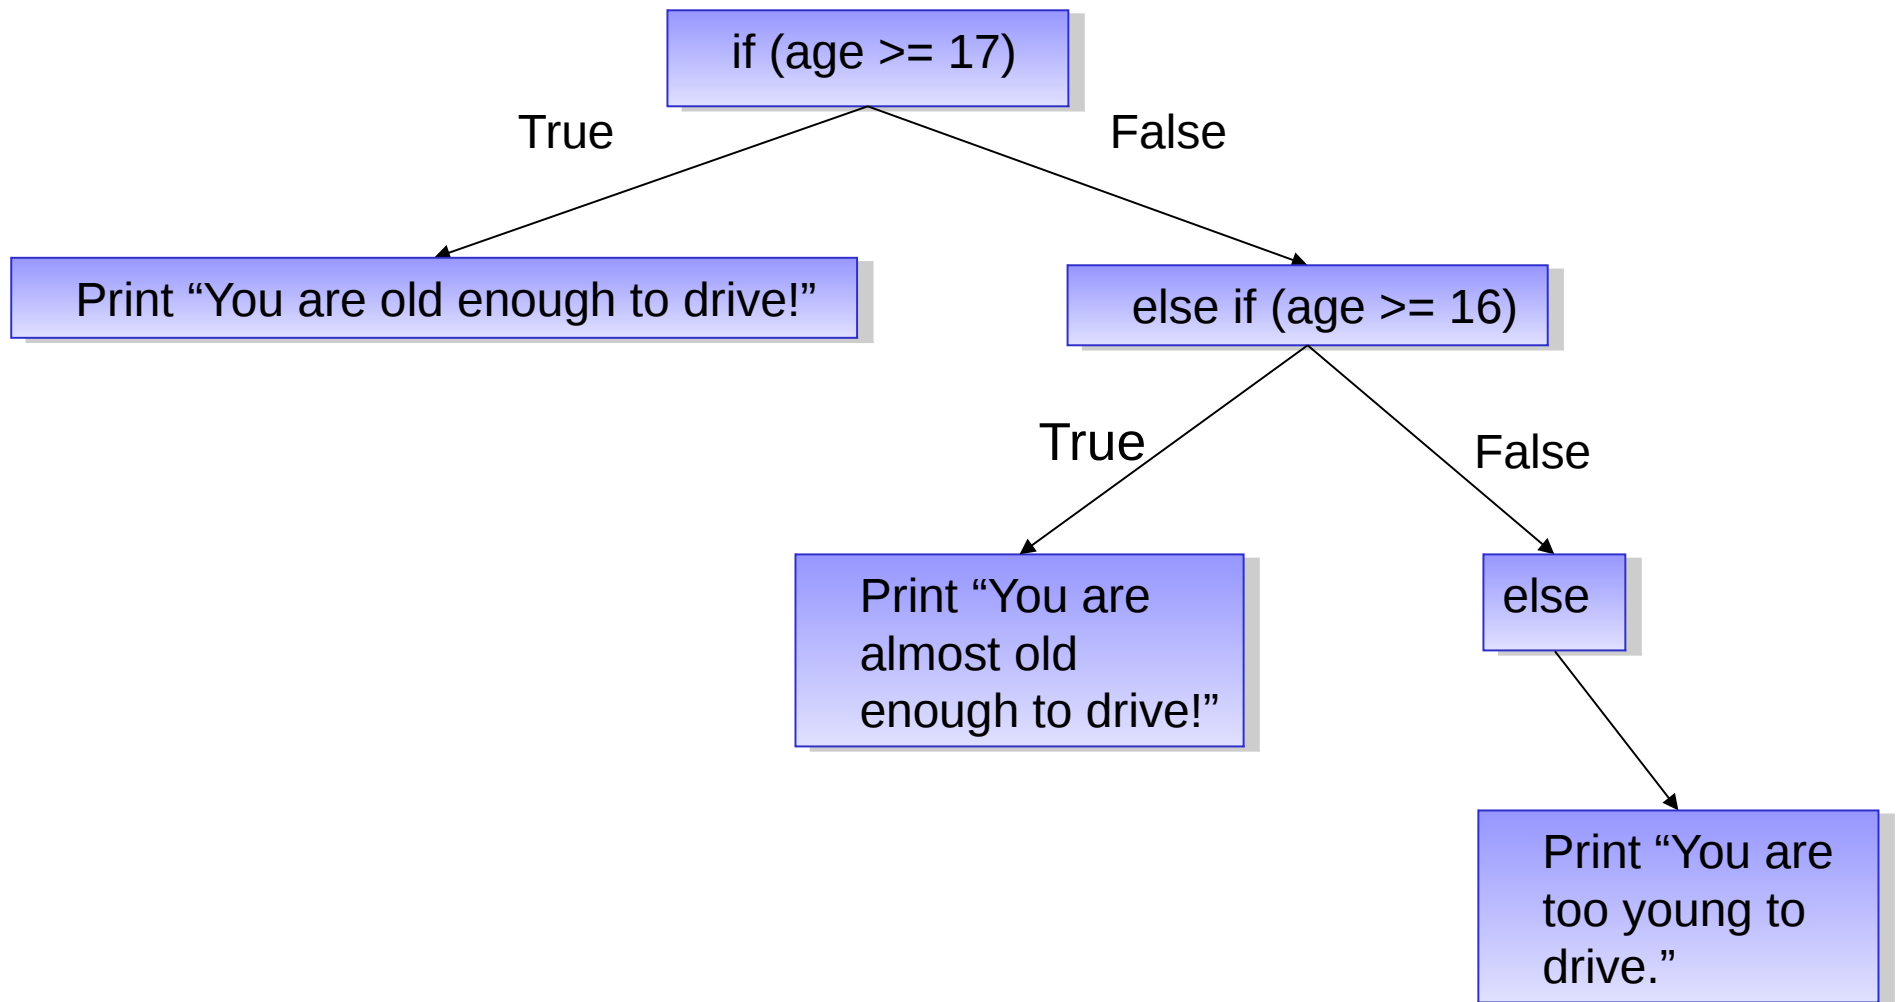 if (age >= 17)
True
False
Print “You are old enough to drive!”
else if (age >= 16)
True
False
Print “You are
almost old
enough to drive!”
else
Print “You are
too young to
drive.”